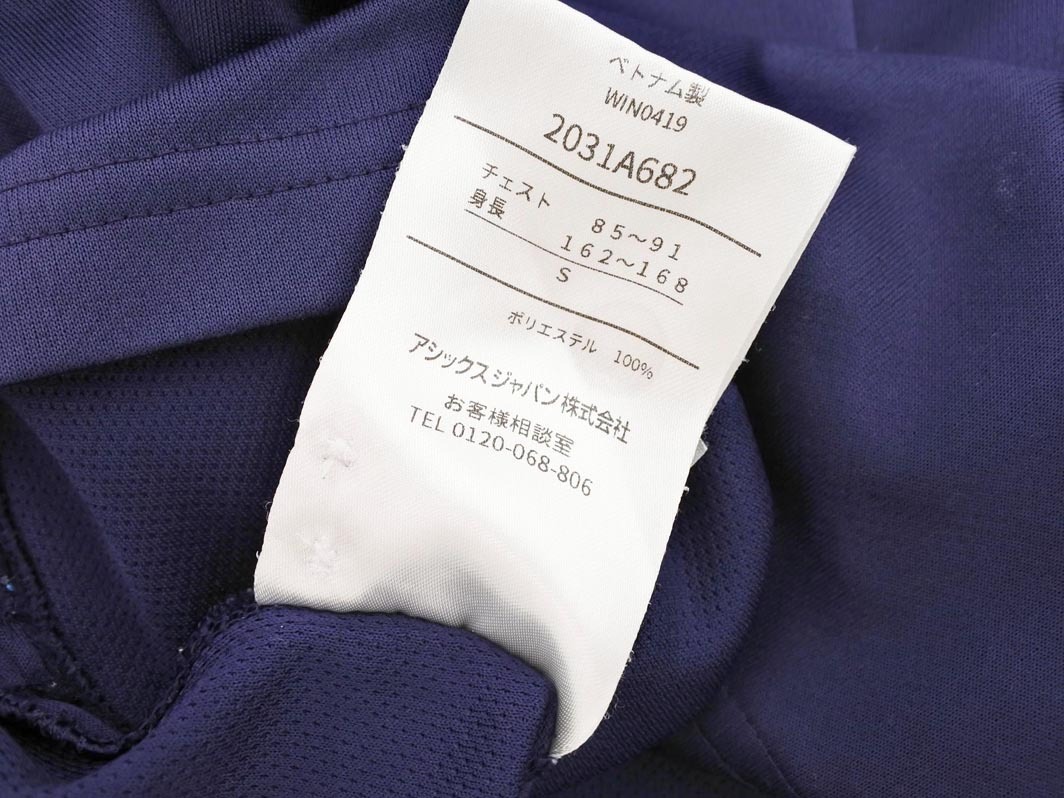 ベトナム製
WIN0419
2031A682
チェスト 85～91
身長 162～168
S
ポリエステル 100%
アシックスジャパン株式会社
お客様相談室
TEL 0120-068-806